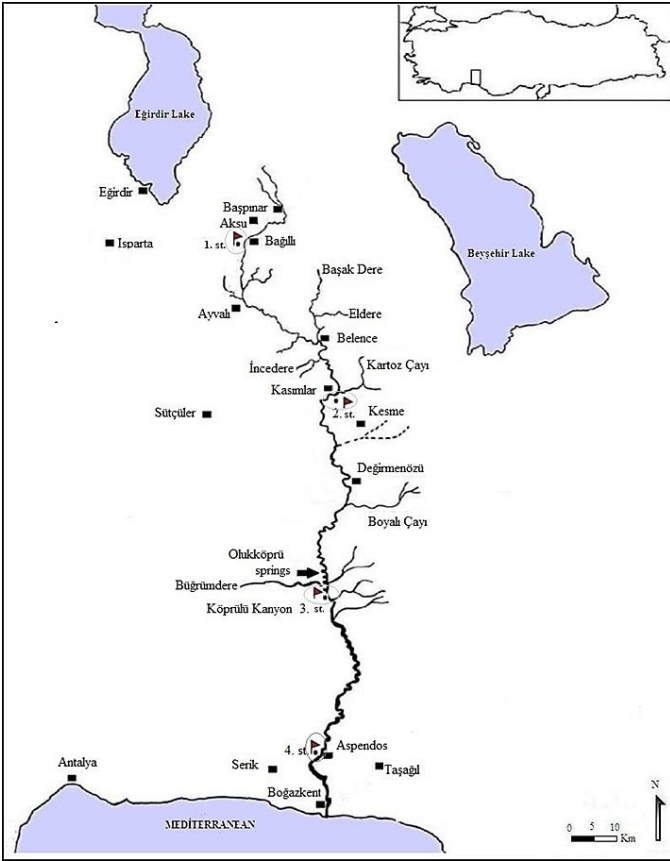 Eğirdir Lake
Eğirdir
Başpınar
Aksu
1. st.
Bağıllı
Isparta
Beyşehir Lake
Başak Dere
Ayvalı
Eldere
Belence
İncedere
Kartoz Çayı
Kasımlar
2. st.
Kesme
Sütçüler
Değirmenözü
Boyalı Çayı
Olukköprü
springs
Büğrümdere
Köprülü Kanyon
3. st.
4. st.
Aspendos
Antalya
Serik
Taşağıl
Boğazkent
MEDİTERRANEAN
N
0 5 10
Km